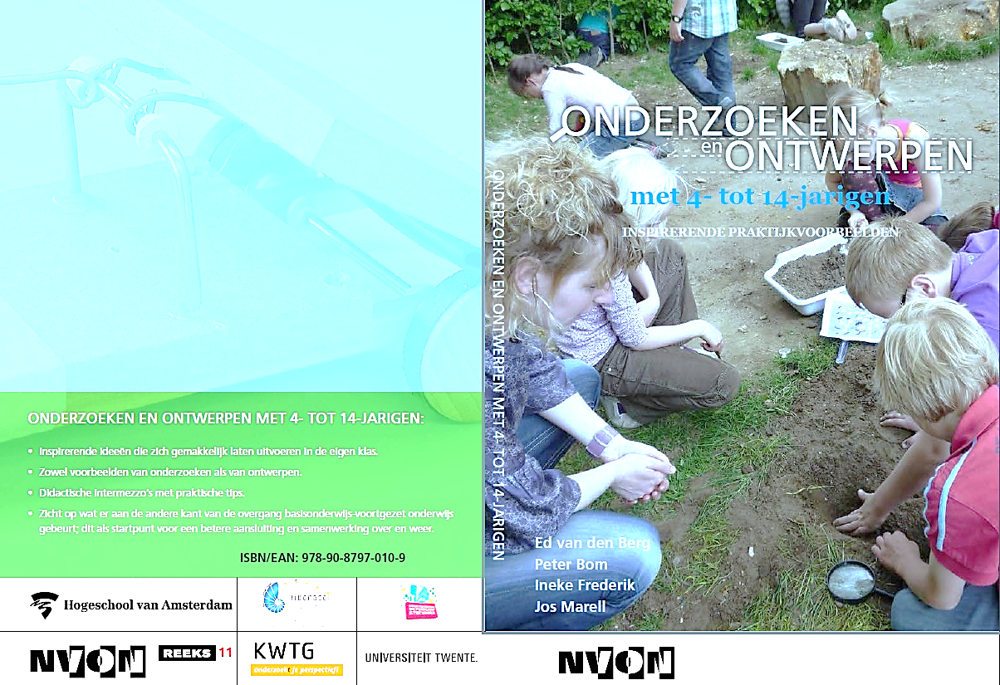 ONDERZOEKEN EN ONTWERPEN MET 4- TOT 14-JARIGEN:
• Inspirerende ideeën die zich gemakkelijk laten uitvoeren in de eigen klas.
• Zowel voorbeelden van onderzoeken als van ontwerpen.
• Didactische intermezzo's met praktische tips.
• Zicht op wat er aan de andere kant van de overgang basisonderwijs voortgezet onderwijs
gebeurt; dit als startpunt voor een betere aansluiting en samenwerking over en weer.
ISBN/EAN: 978-90-8797-010-9
Hogeschool van Amsterdam
fibonacci
NVON
REEKS 11
KWTG
onderzoekt je perspectief!
UNIVERSITEIT TWENTE.
ONDERZOEKEN EN ONTWERPEN MET 4- TOT 14-JARIGEN
ONDERZOEKEN
en ONTWERPEN
met 4- tot 14-jarigen
INSPIRERENDE PRAKTIJKVOORBEELDEN
Ed van den Berg
Peter Bom
Ineke Frederik
Jos Marell
NVON